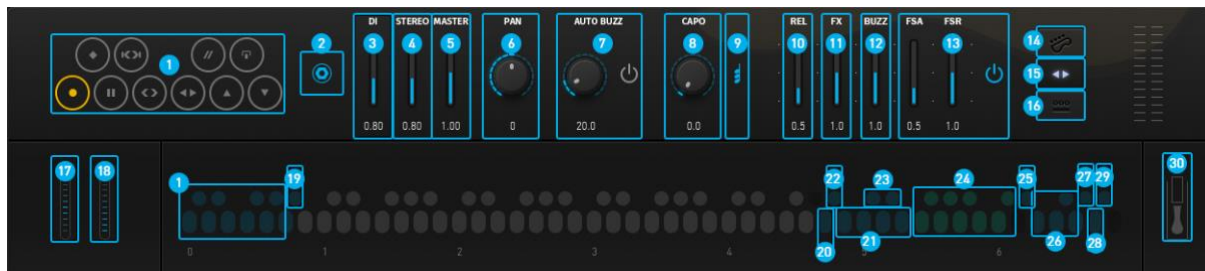 DI STEREO MASTER PAN AUTO BUZZ CAPO REL FX BUZZ FSA FSR
1 2 3 4 5 6 7 8 9 10 11 12 13 14
15
16
0.80 0.80 1.00 0 20.0 0.0 0.5 1.0 1.0 0.5 1.0
17 18 1 19 22 23 24 25 27 29 30
20 21 26 28
0 1 2 3 4 5 6